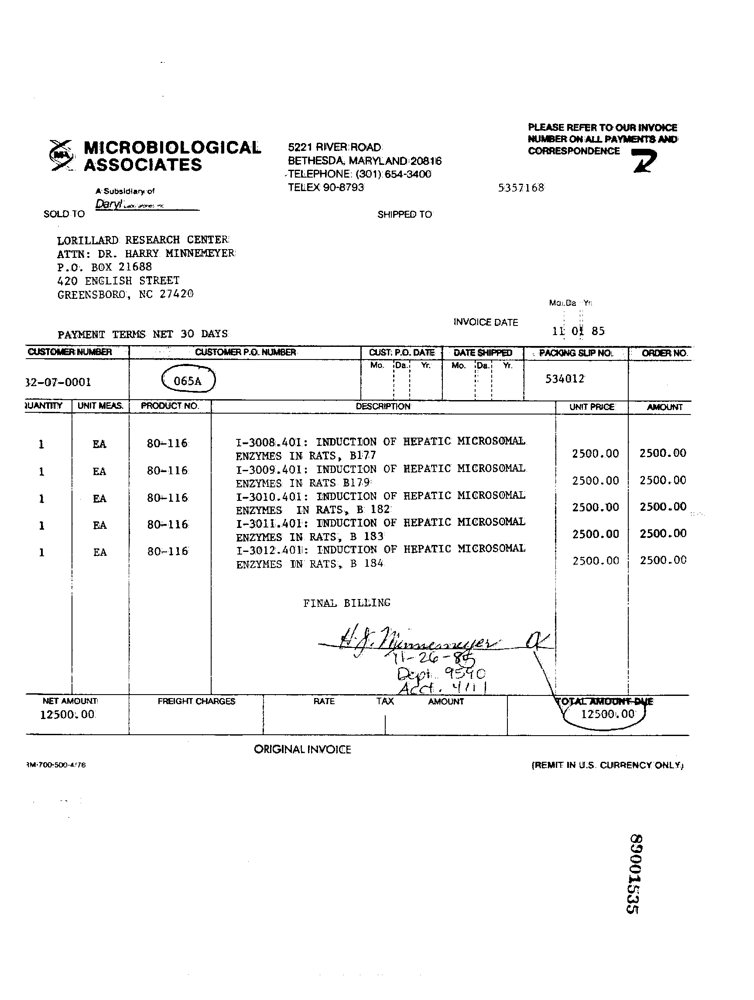 PLEASE REFER TO OUR INVOICE
NUMBER ON ALL PAYMENTS AND
CORRESPONDENCE
MICROBIOLOGICAL
ASSOCIATES
A Subsidiary of
5221 RIVER ROAD
BETHESDA, MARYLAND 20816
TELEPHONE: (301) 654-3400
TELEX 90-8793
5357168
SOLD TO
SHIPPED TO
LORILLARD RESEARCH CENTER
ATTN: DR. HARRY MINNEMEYER
P.O. BOX 21688
420 ENGLISH STREET
GREENSBORO, NC 27420
Mo. Da Yr
INVOICE DATE 11 01 85
PAYMENT TERMS NET 30 DAYS
CUSTOMER NUMBER CUSTOMER P.O. NUMBER CUST. P.O. DATE DATE SHIPPED PACKING SLIP NO. ORDER NO.
Mo. Da. Yr. Mo. Da. Yr.
32-07-0001 065A 534012
QUANTITY UNIT MEAS. PRODUCT NO. DESCRIPTION UNIT PRICE AMOUNT
1 EA 80-116 I-3008.401: INDUCTION OF HEPATIC MICROSOMAL
ENZYMES IN RATS, B177 2500.00 2500.00
1 EA 80-116 I-3009.401: INDUCTION OF HEPATIC MICROSOMAL
ENZYMES IN RATS B179 2500.00 2500.00
1 EA 80-116 I-3010.401: INDUCTION OF HEPATIC MICROSOMAL
ENZYMES IN RATS, B 182 2500.00 2500.00
1 EA 80-116 I-3011.401: INDUCTION OF HEPATIC MICROSOMAL
ENZYMES IN RATS, B 183 2500.00 2500.00
1 EA 80-116 I-3012.401: INDUCTION OF HEPATIC MICROSOMAL
ENZYMES IN RATS, B 184 2500.00 2500.00
FINAL BILLING
H.J. Minnemeyer
11-26-85
Dept. 9590
Acct. 4111
NET AMOUNT FREIGHT CHARGES RATE TAX AMOUNT TOTAL AMOUNT DUE
12500.00 12500.00
ORIGINAL INVOICE
(REMIT IN U.S. CURRENCY ONLY)
89001535